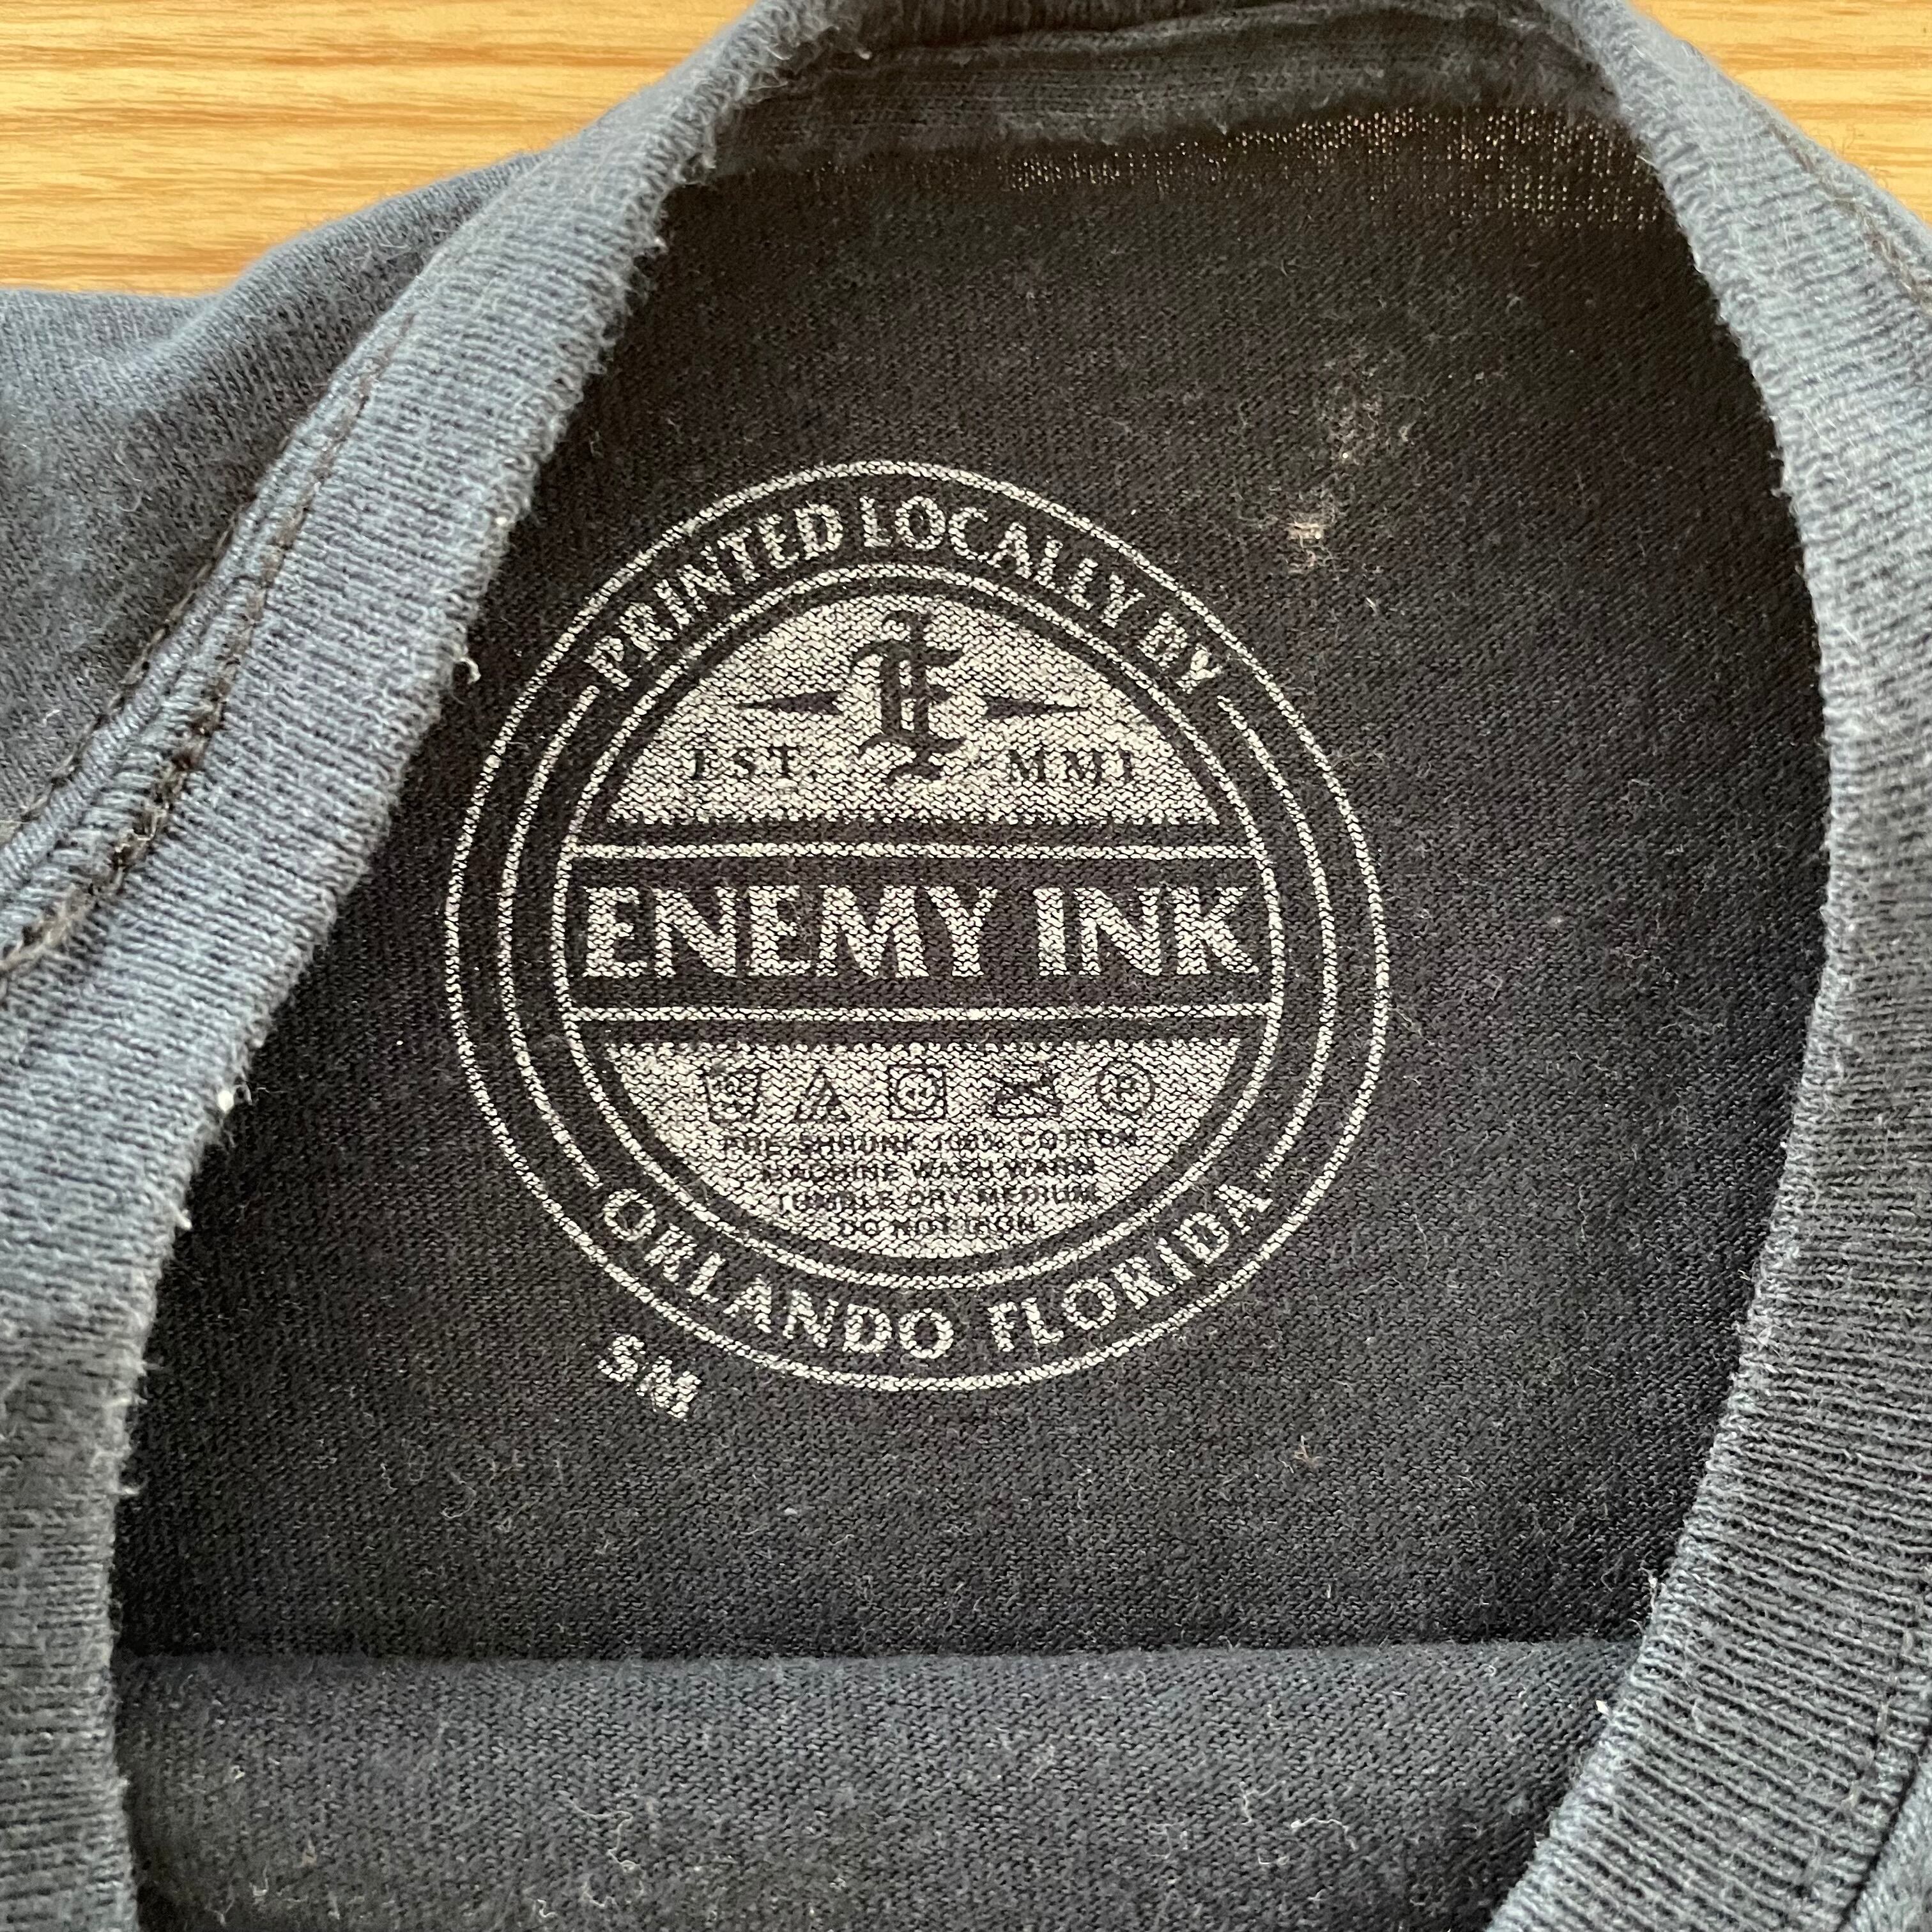 PRINTED LOCALLY BY
E
EST. MMI
ENEMY INK
PRE-SHRUNK 100% COTTON
MACHINE WASH WARM
TUMBLE DRY MEDIUM
DO NOT IRON
ORLANDO FLORIDA
SM